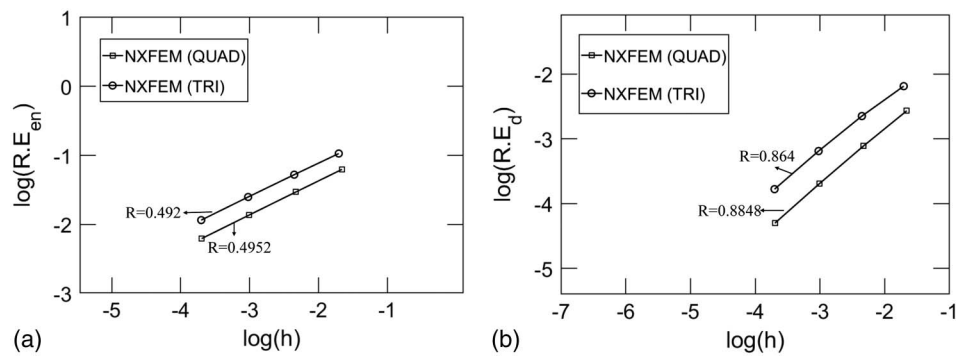 1
0
-1
-2
-3
log(R.E_en)
NXFEM (QUAD)
NXFEM (TRI)
R=0.492
R=0.4952
-5 -4 -3 -2 -1
log(h)
(a)
-2
-3
-4
-5
log(R.E_d)
NXFEM (QUAD)
NXFEM (TRI)
R=0.864
R=0.8848
-7 -6 -5 -4 -3 -2 -1
log(h)
(b)